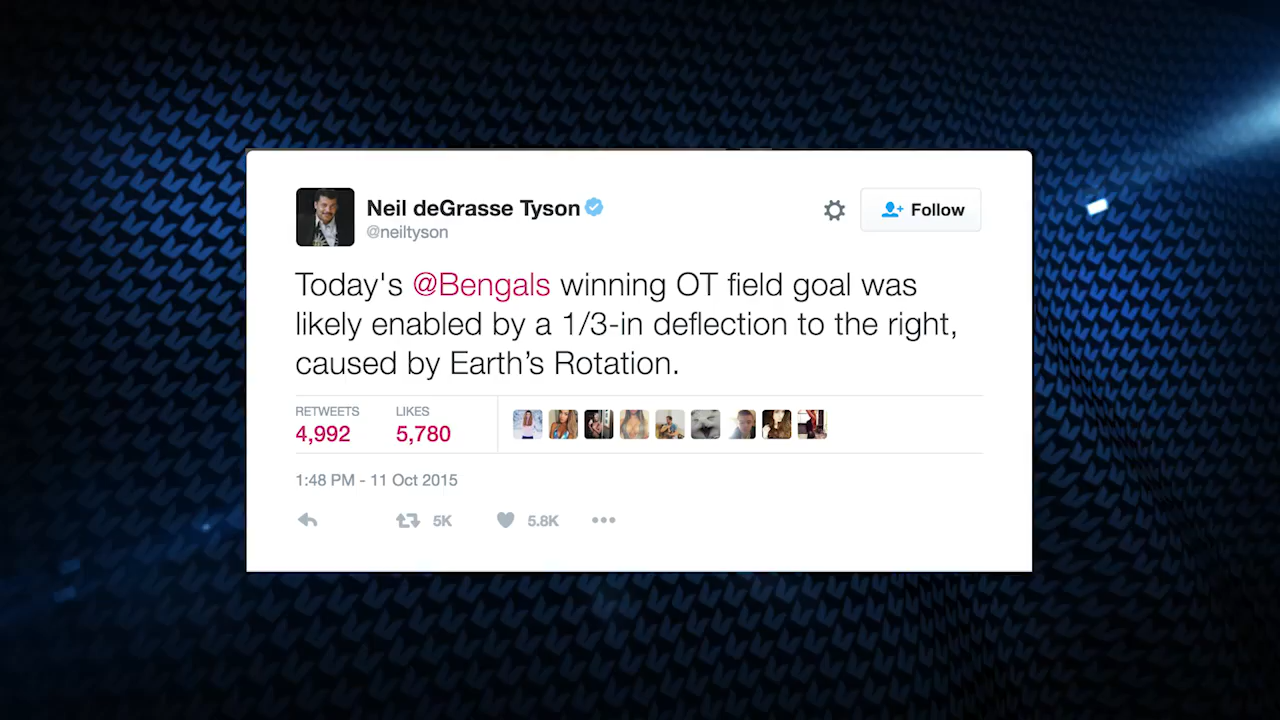 Neil deGrasse Tyson
@neiltyson
Follow
Today's @Bengals winning OT field goal was
likely enabled by a 1/3-in deflection to the right,
caused by Earth’s Rotation.
RETWEETS LIKES
4,992 5,780
1:48 PM - 11 Oct 2015
5K 5.8K